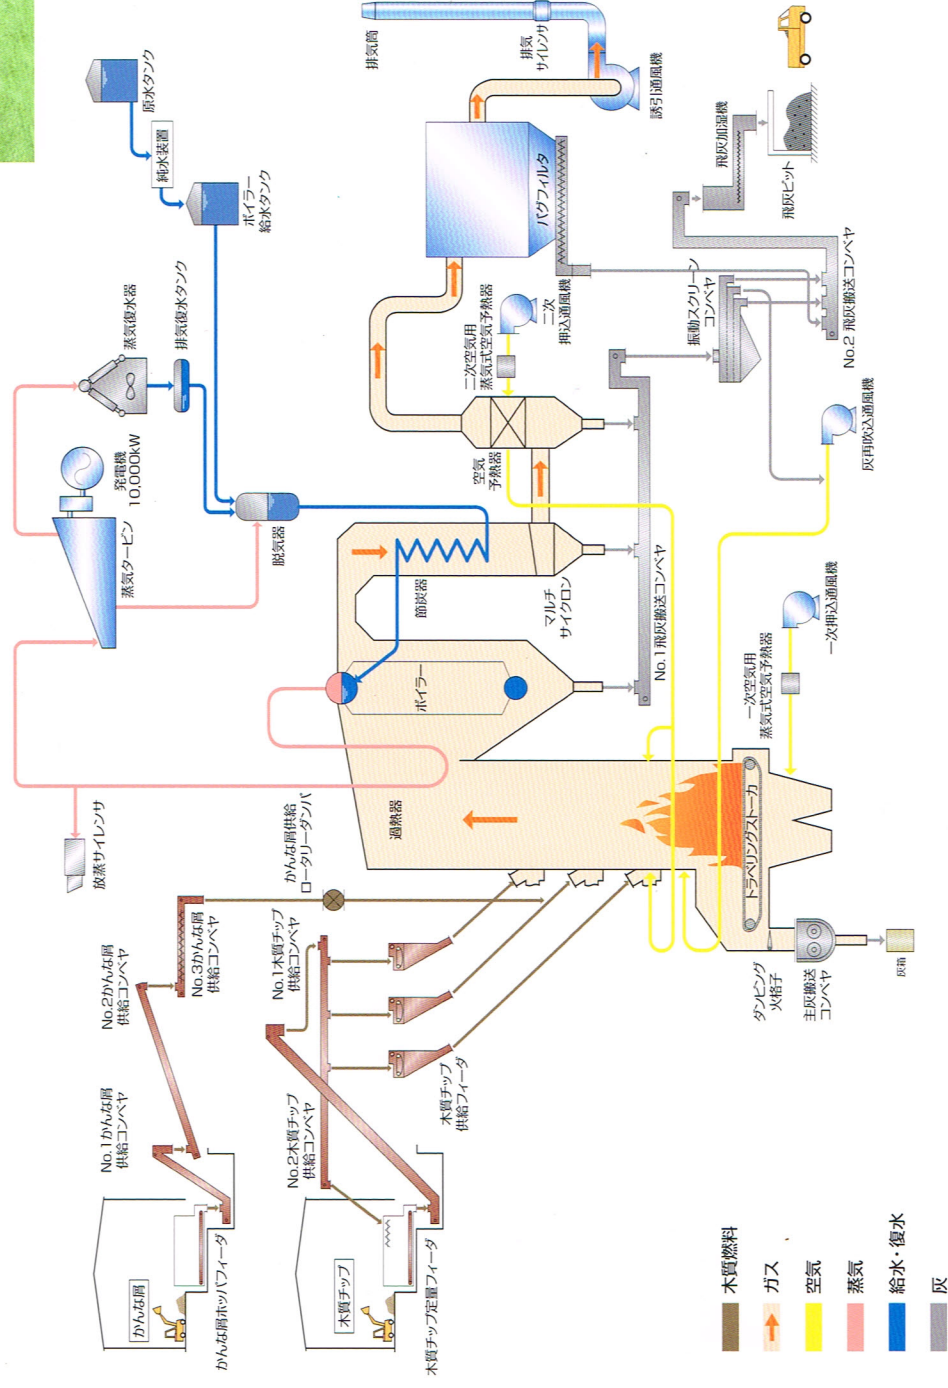 かんな屑
かんな屑ホッパフィーダ
No.1かんな屑
供給コンベヤ
No.2かんな屑
供給コンベヤ
No.3かんな屑
供給コンベヤ
かんな屑供給
ロータリーダンパ
木質チップ
木質チップ定量フィーダ
No.2木質チップ
供給コンベヤ
No.1木質チップ
供給コンベヤ
木質チップ
供給フィーダ
放蒸サイレンサ
蒸気タービン
発電機
10,000kW
蒸気復水器
排気復水タンク
脱気器
原水タンク
純水装置
ボイラー
給水タンク
過熱器
ボイラー
節炭器
マルチ
サイクロン
空気
予熱器
二次空気用
蒸気式空気予熱器
二次
押込通風機
バグフィルタ
排気筒
排気
サイレンサ
誘引通風機
No.1飛灰搬送コンベヤ
振動スクリーン
コンベヤ
No.2 飛灰搬送コンベヤ
飛灰加湿機
飛灰ピット
灰再吹込通風機
一次空気用
蒸気式空気予熱器
一次押込通風機
トラベリングストーカ
ダンピング
火格子
主灰搬送
コンベヤ
灰箱
木質燃料
ガス
空気
蒸気
給水・復水
灰